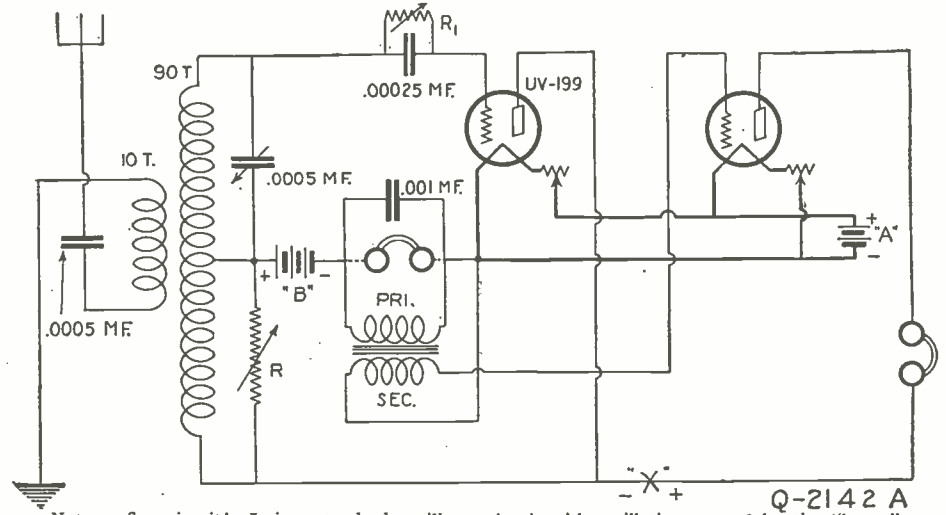 R₁
90 T
.00025 MF.
UV-199
10 T.
.0005 MF.
.001 MF.
+ "A" -
+ "B" -
PRI.
.0005 MF.
R
SEC.
- "X" +
Q-2142 A